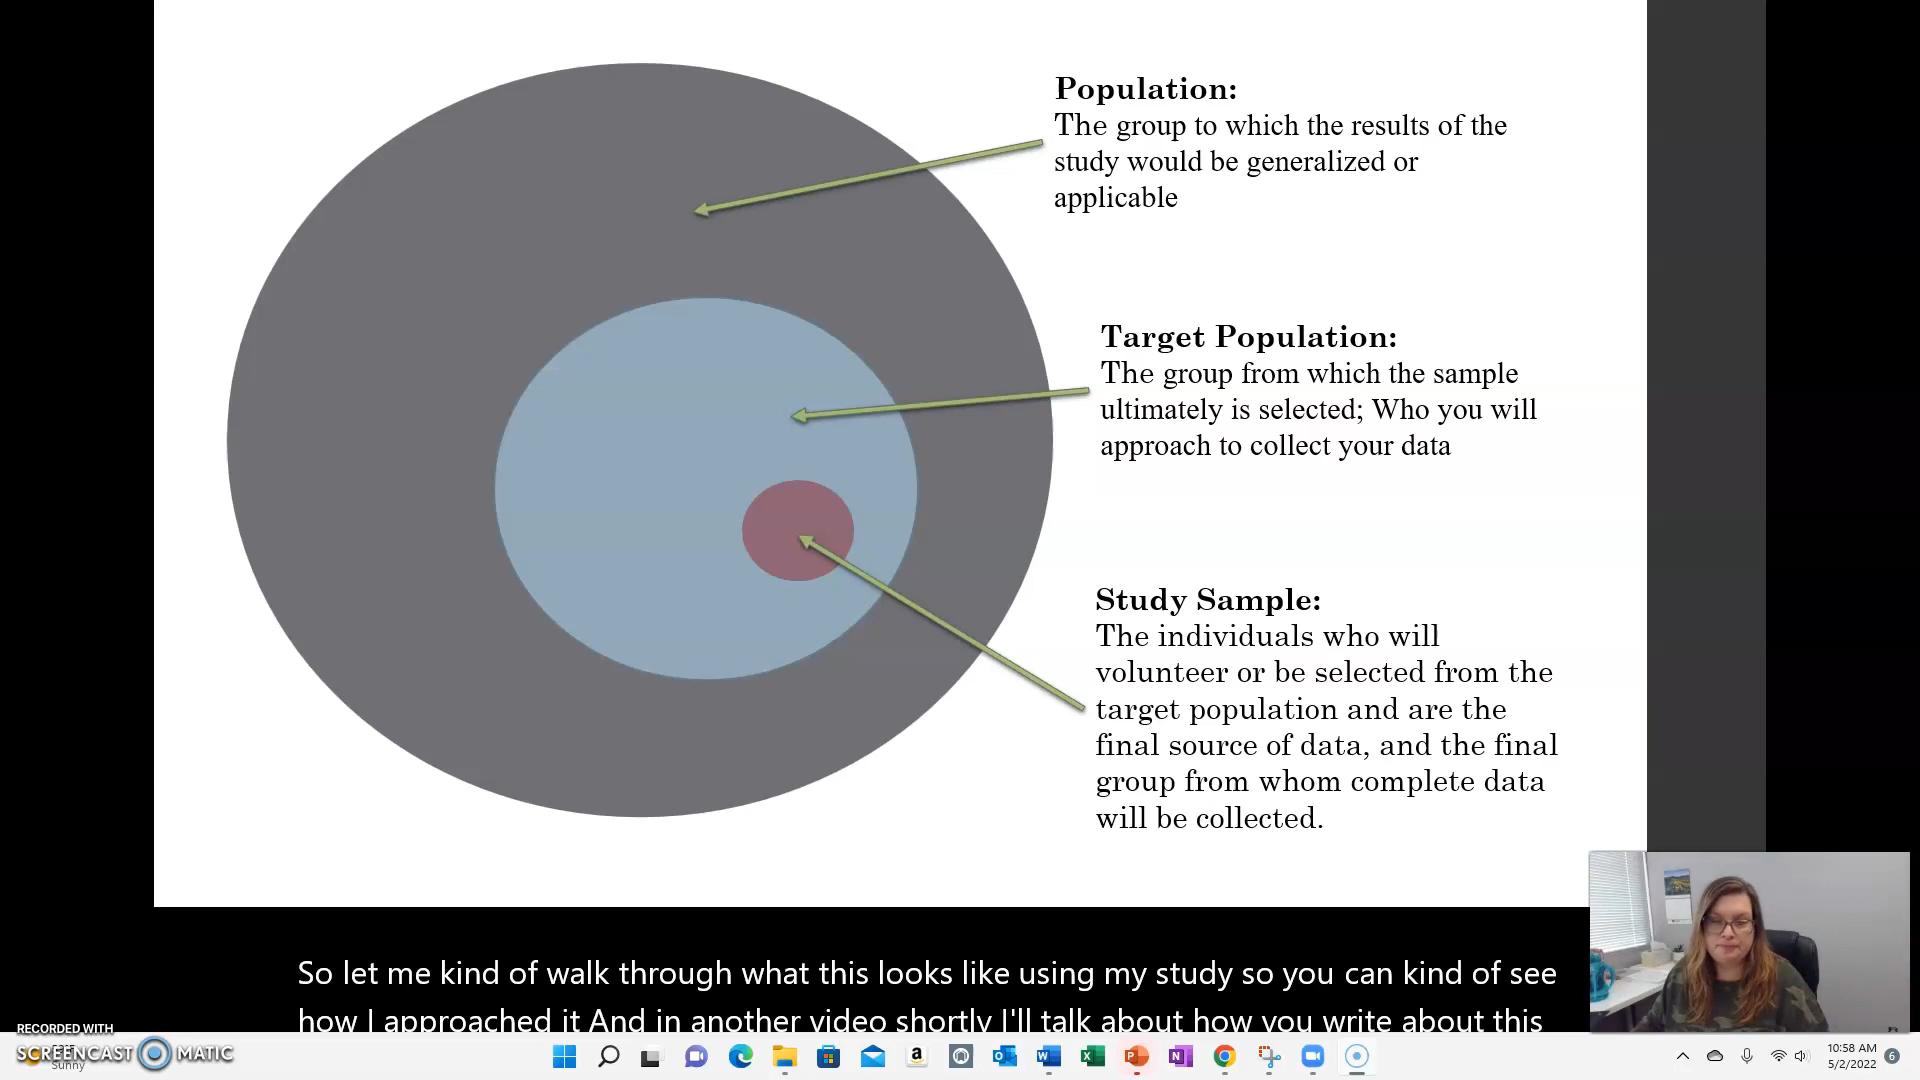 Population:
The group to which the results of the
study would be generalized or
applicable
Target Population:
The group from which the sample
ultimately is selected; Who you will
approach to collect your data
Study Sample:
The individuals who will
volunteer or be selected from the
target population and are the
final source of data, and the final
group from whom complete data
will be collected.
So let me kind of walk through what this looks like using my study so you can kind of see
how I approached it And in another video shortly I'll talk about how you write about this
RECORDED WITH
SCREENCAST MATIC
Sunny
10:58 AM
5/2/2022
6